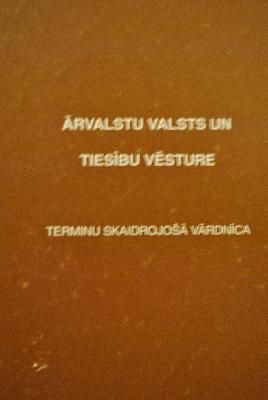 ĀRVALSTU VALSTS UN
TIESĪBU VĒSTURE
TERMINU SKAIDROJOŠĀ VĀRDNĪCA